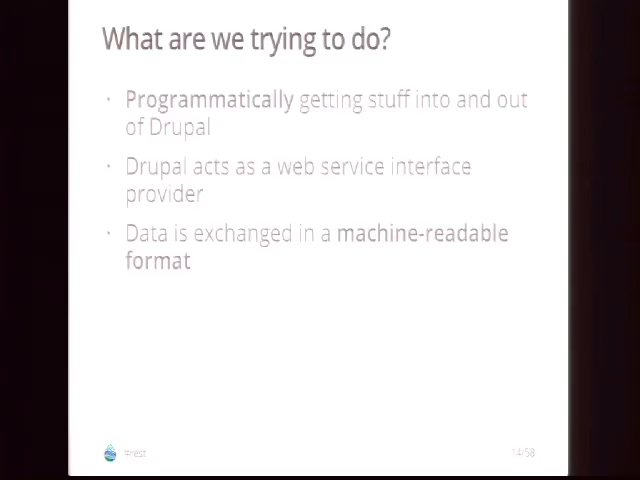 What are we trying to do?
· Programmatically getting stuff into and out
of Drupal
· Drupal acts as a web service interface
provider
· Data is exchanged in a machine-readable
format
#rest
14/58